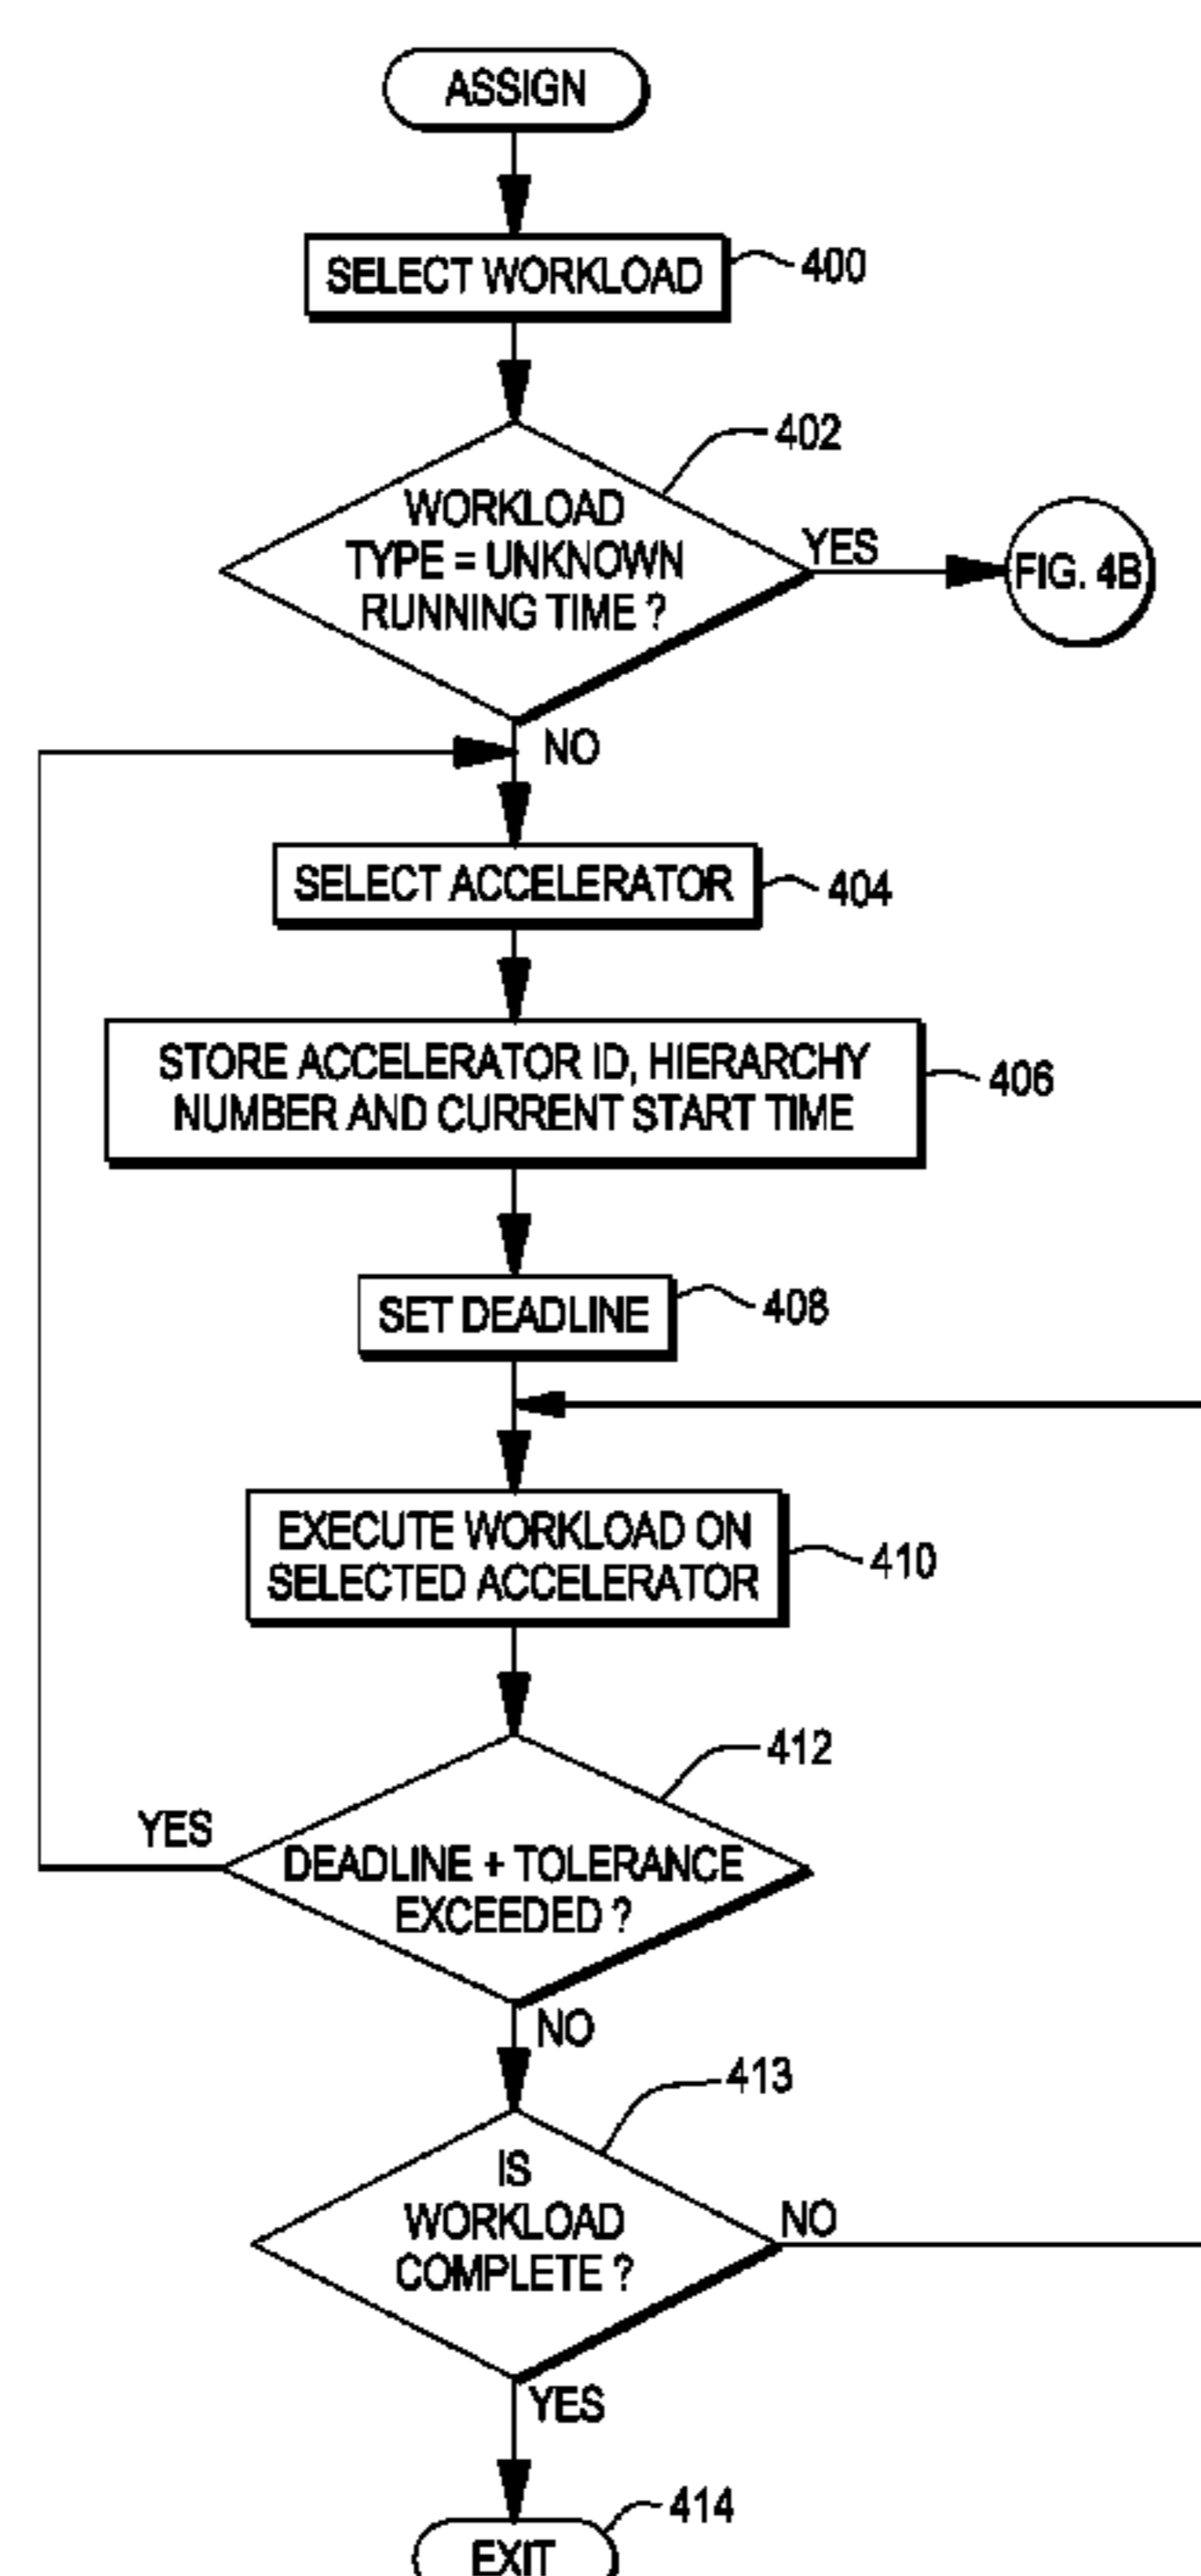 ASSIGN
SELECT WORKLOAD
400
402
WORKLOAD
TYPE = UNKNOWN
RUNNING TIME ?
YES
FIG. 4B
NO
SELECT ACCELERATOR
404
STORE ACCELERATOR ID, HIERARCHY
NUMBER AND CURRENT START TIME
406
SET DEADLINE
408
EXECUTE WORKLOAD ON
SELECTED ACCELERATOR
410
412
YES
DEADLINE + TOLERANCE
EXCEEDED ?
NO
413
IS
WORKLOAD
COMPLETE ?
NO
YES
414
EXIT